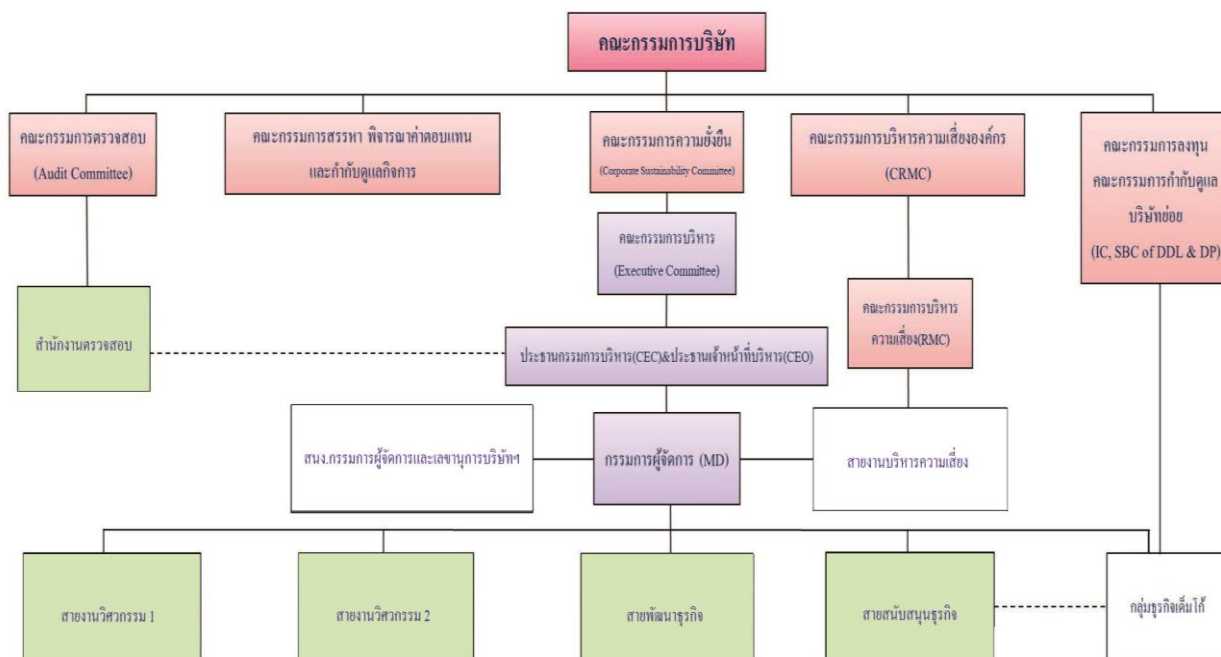 คณะกรรมการบริษัท
คณะกรรมการตรวจสอบ
(Audit Committee)
คณะกรรมการสรรหา พิจารณาค่าตอบแทน
และกำกับดูแลกิจการ
คณะกรรมการความยั่งยืน
(Corporate Sustainability Committee)
คณะกรรมการบริหารความเสี่ยงองค์กร
(CRMC)
คณะกรรมการลงทุน
คณะกรรมการกำกับดูแล
บริษัทย่อย
(IC, SBC of DDL & DP)
คณะกรรมการบริหาร
(Executive Committee)
สำนักงานตรวจสอบ
คณะกรรมการบริหาร
ความเสี่ยง(RMC)
ประธานกรรมการบริหาร(CEC)&ประธานเจ้าหน้าที่บริหาร(CEO)
สนง.กรรมการผู้จัดการและเลขานุการบริษัทฯ
กรรมการผู้จัดการ (MD)
สายงานบริหารความเสี่ยง
สายงานวิศวกรรม 1
สายงานวิศวกรรม 2
สายพัฒนาธุรกิจ
สายสนับสนุนธุรกิจ
กลุ่มธุรกิจเด็มโก้